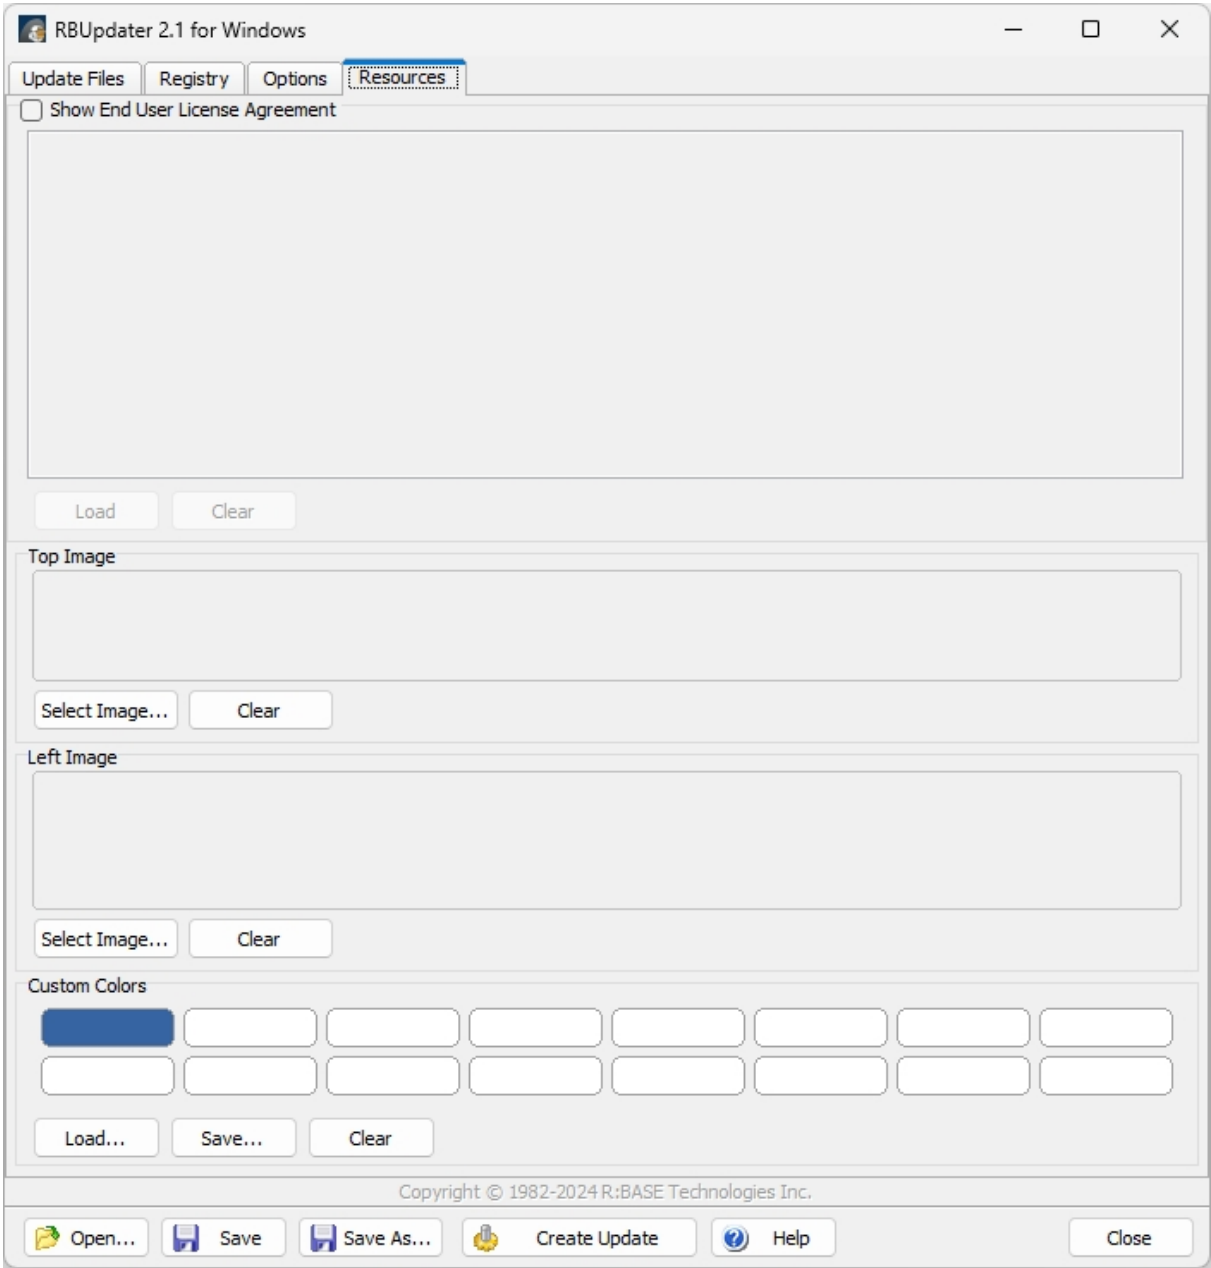 RBUpdater 2.1 for Windows
Update Files Registry Options Resources
Show End User License Agreement
Load Clear
Top Image
Select Image... Clear
Left Image
Select Image... Clear
Custom Colors
Load... Save... Clear
Copyright © 1982-2024 R:BASE Technologies Inc.
Open... Save Save As... Create Update Help Close